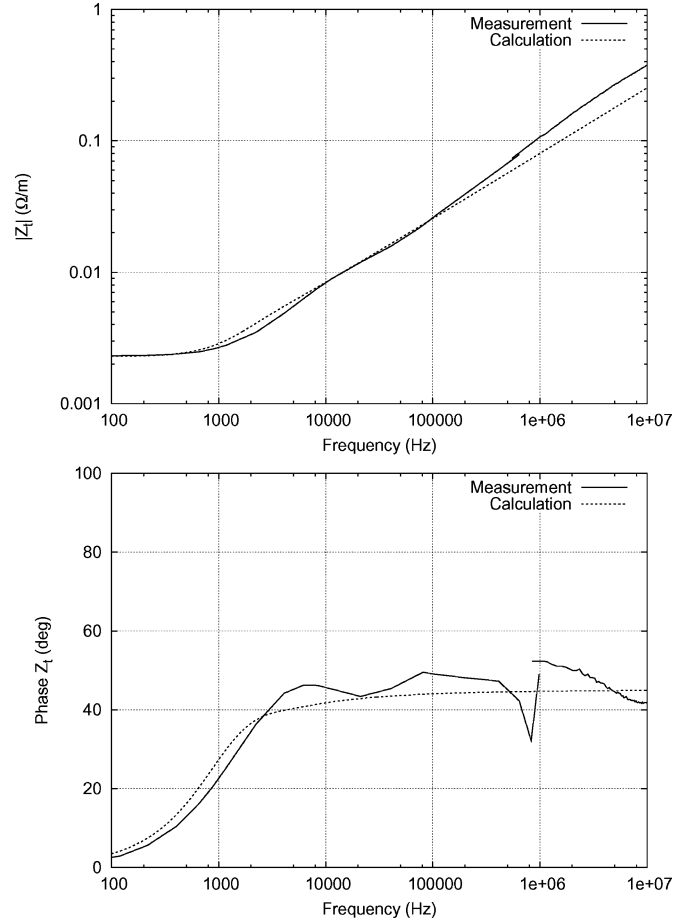 1
Measurement
Calculation
0.1
|Zt| (Ω/m)
0.01
0.001
100 1000 10000 100000 1e+06 1e+07
Frequency (Hz)
100
Measurement
Calculation
80
60
Phase Zt (deg)
40
20
0
100 1000 10000 100000 1e+06 1e+07
Frequency (Hz)